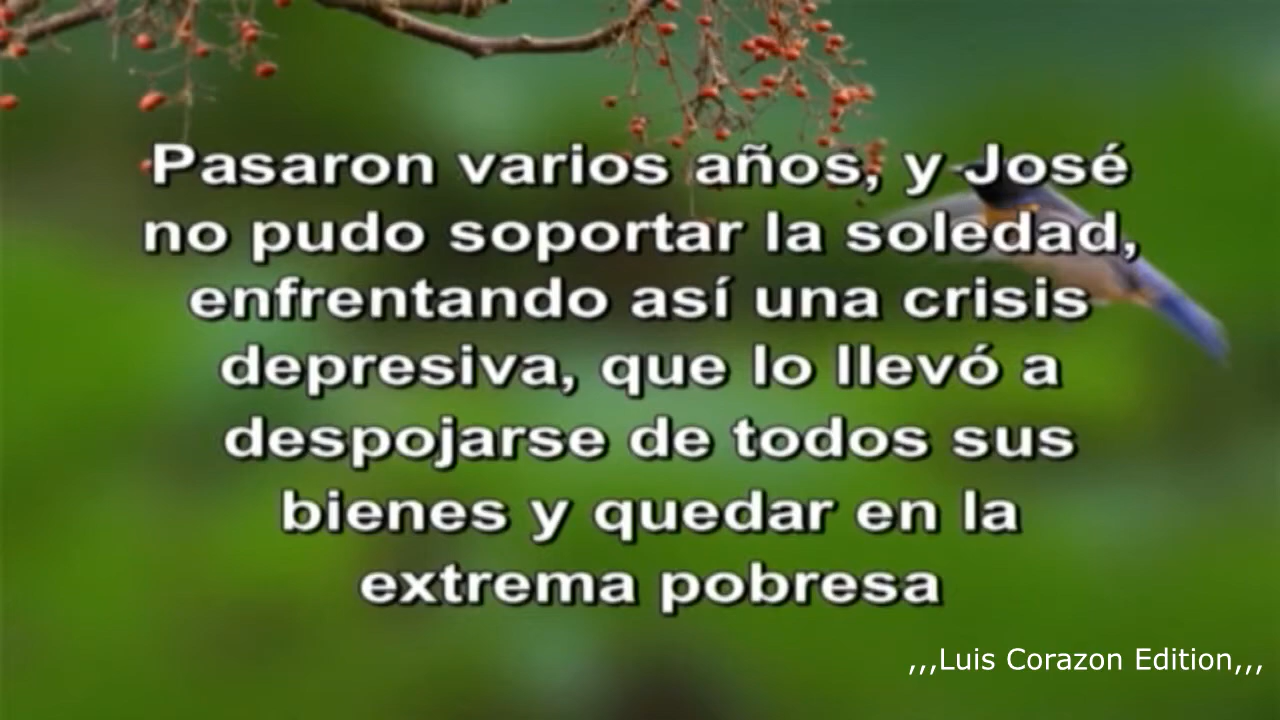 Pasaron varios años, y José
no pudo soportar la soledad,
enfrentando así una crisis
depresiva, que lo llevó a
despojarse de todos sus
bienes y quedar en la
extrema pobresa
,,,Luis Corazon Edition,,,